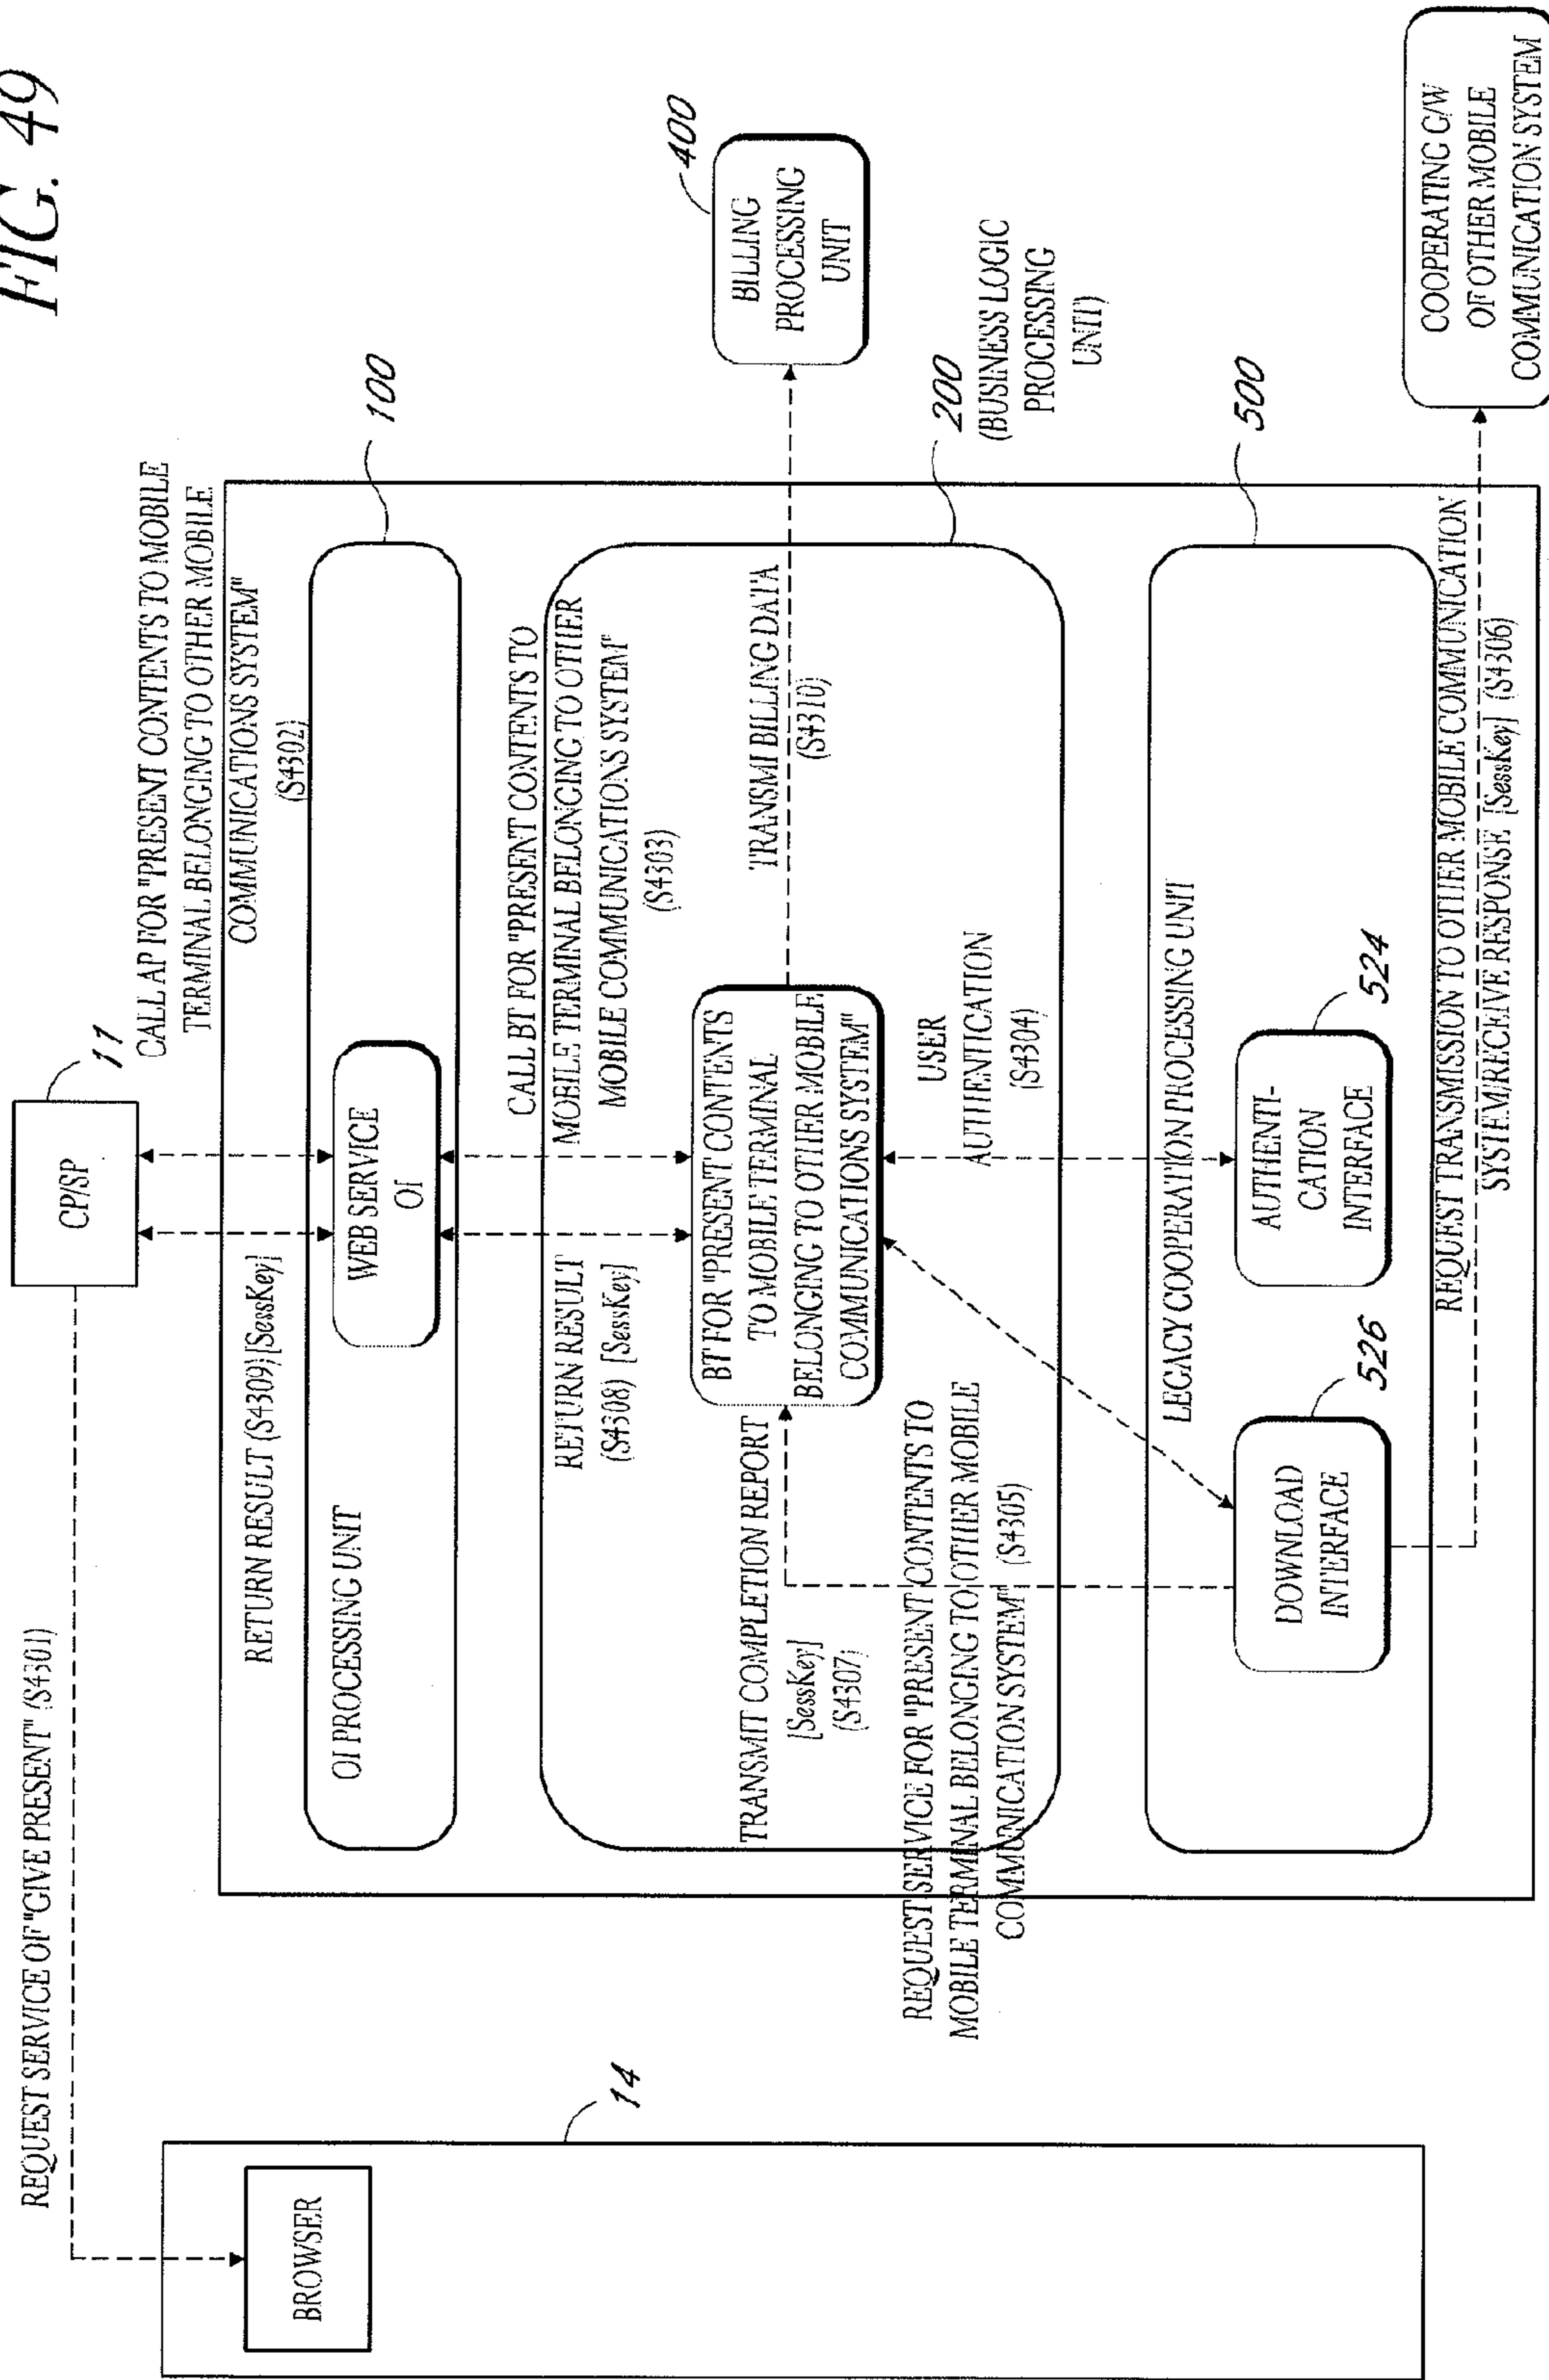 FIG. 49
REQUEST SERVICE OF "GIVE PRESENT" (S4301)
BROWSER
14
CP/SP
11
CALL AP FOR "PRESENT CONTENTS TO MOBILE
TERMINAL BELONGING TO OTHER MOBILE
COMMUNICATIONS SYSTEM"
(S4302)
RETURN RESULT (S4309) [SessKey]
OI PROCESSING UNIT
WEB SERVICE
OI
100
CALL BT FOR "PRESENT CONTENTS TO
MOBILE TERMINAL BELONGING TO OTHER
MOBILE COMMUNICATIONS SYSTEM"
(S4303)
RETURN RESULT
(S4308) [SessKey]
BT FOR "PRESENT CONTENTS
TO MOBILE TERMINAL
BELONGING TO OTHER MOBILE
COMMUNICATIONS SYSTEM"
TRANSMI BILLING DATA
(S4310)
400
BILLING
PROCESSING
UNIT
200
(BUSINESS LOGIC
PROCESSING
UNIT)
TRANSMIT COMPLETION REPORT
[SessKey]
(S4307)
USER
AUTHENTICATION
(S4304)
REQUEST SERVICE FOR "PRESENT CONTENTS TO
MOBILE TERMINAL BELONGING TO OTHER MOBILE
COMMUNICATION SYSTEM" (S4305)
LEGACY COOPERATION PROCESSING UNIT
500
DOWNLOAD
INTERFACE
526
AUTHENTI-
CATION
INTERFACE
524
REQUEST TRANSMISSION TO OTHER MOBILE COMMUNICATION
SYSTEM/RECEIVE RESPONSE [SessKey] (S4306)
COOPERATING G/W
OF OTHER MOBILE
COMMUNICATION SYSTEM